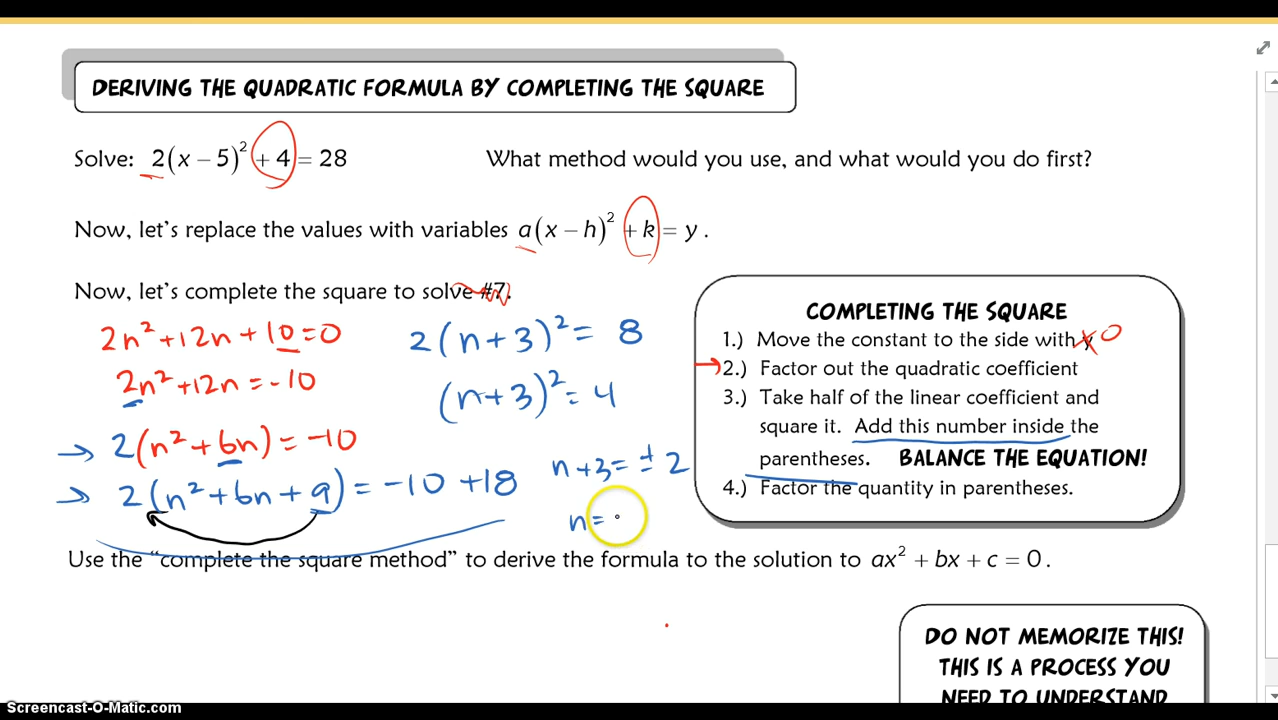 DERIVING THE QUADRATIC FORMULA BY COMPLETING THE SQUARE
Solve: 2(x – 5)² + 4 = 28
What method would you use, and what would you do first?
Now, let's replace the values with variables a(x – h)² + k = y.
Now, let's complete the square to solve #7.
2n² + 12n + 10 = 0
2n² + 12n = -10
2(n² + 6n) = -10
2(n² + 6n + 9) = -10 + 18
2(n + 3)² = 8
(n + 3)² = 4
n + 3 = ± 2
n =
COMPLETING THE SQUARE
1.) Move the constant to the side with y 0
2.) Factor out the quadratic coefficient
3.) Take half of the linear coefficient and
square it. Add this number inside the
parentheses. BALANCE THE EQUATION!
4.) Factor the quantity in parentheses.
Use the "complete the square method" to derive the formula to the solution to ax² + bx + c = 0.
DO NOT MEMORIZE THIS!
THIS IS A PROCESS YOU
NEED TO UNDERSTAND
Screencast-O-Matic.com